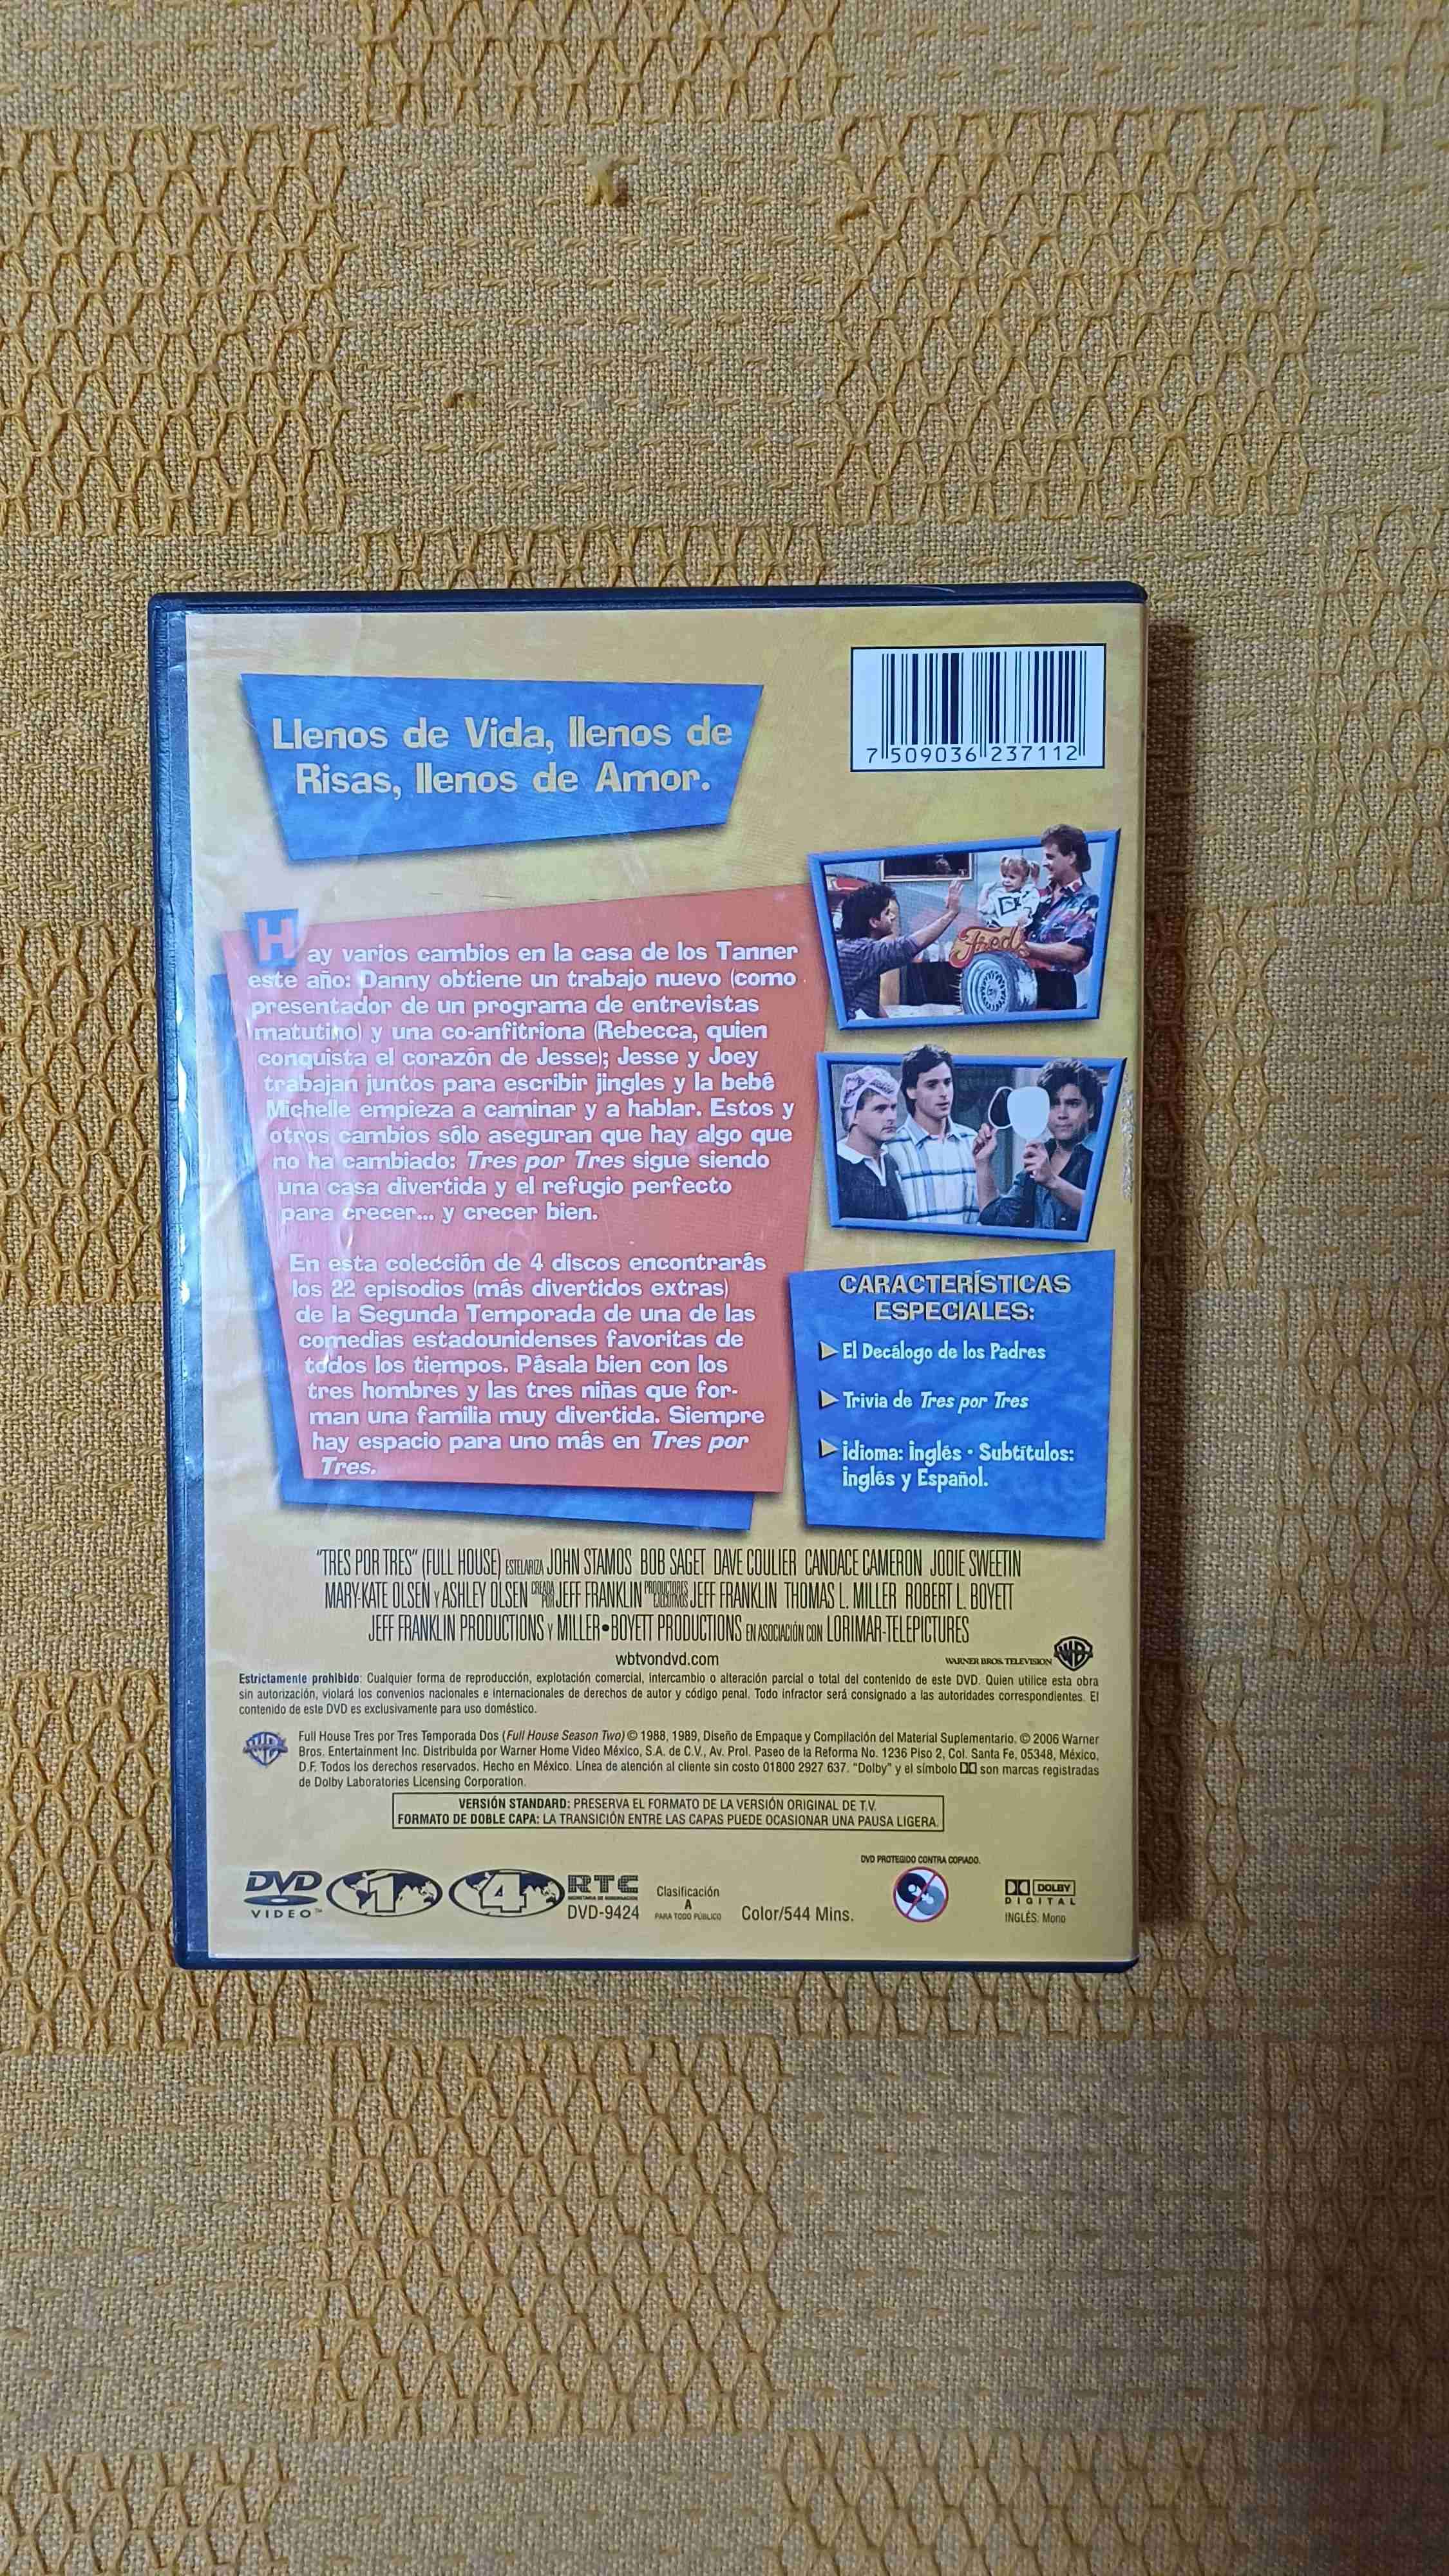 Llenos de Vida, llenos de
Risas, llenos de Amor.
7 509036 237112
Hay varios cambios en la casa de los Tanner
este año: Danny obtiene un trabajo nuevo (como
presentador de un programa de entrevistas
matutino) y una co-anfitriona (Rebecca, quien
conquista el corazón de Jesse); Jesse y Joey
trabajan juntos para escribir jingles y la bebé
Michelle empieza a caminar y a hablar. Estos y
otros cambios sólo aseguran que hay algo que
no ha cambiado: Tres por Tres sigue siendo
una casa divertida y el refugio perfecto
para crecer... y crecer bien.
En esta colección de 4 discos encontrarás
los 22 episodios (más divertidos extras)
de la Segunda Temporada de una de las
comedias estadounidenses favoritas de
todos los tiempos. Pásala bien con los
tres hombres y las tres niñas que for-
man una familia muy divertida. Siempre
hay espacio para uno más en Tres por
Tres.
Fred's
CARACTERÍSTICAS
ESPECIALES:
El Decálogo de los Padres
Trivia de Tres por Tres
idioma: inglés · Subtítulos:
inglés y Español.
"TRES POR TRES" (FULL HOUSE) ESTELARIZA JOHN STAMOS BOB SAGET DAVE COULIER CANDACE CAMERON JODIE SWEETIN
MARY-KATE OLSEN Y ASHLEY OLSEN CREADA POR JEFF FRANKLIN PRODUCTORES EJECUTIVOS JEFF FRANKLIN THOMAS L. MILLER ROBERT L. BOYETT
JEFF FRANKLIN PRODUCTIONS Y MILLER•BOYETT PRODUCTIONS EN ASOCIACIÓN CON LORIMAR-TELEPICTURES
wbtvondvd.com
WARNER BROS. TELEVISION
Estrictamente prohibido: Cualquier forma de reproducción, explotación comercial, intercambio o alteración parcial o total del contenido de este DVD. Quien utilice esta obra
sin autorización, violará los convenios nacionales e internacionales de derechos de autor y código penal. Todo infractor será consignado a las autoridades correspondientes. El
contenido de este DVD es exclusivamente para uso doméstico.
Full House Tres por Tres Temporada Dos (Full House Season Two) © 1988, 1989, Diseño de Empaque y Compilación del Material Suplementario. © 2006 Warner
Bros. Entertainment Inc. Distribuida por Warner Home Video México, S.A. de C.V., Av. Prol. Paseo de la Reforma No. 1236 Piso 2, Col. Santa Fe, 05348, México,
D.F. Todos los derechos reservados. Hecho en México. Línea de atención al cliente sin costo 01800 2927 637. "Dolby" y el símbolo son marcas registradas
de Dolby Laboratories Licensing Corporation.
VERSIÓN STANDARD: PRESERVA EL FORMATO DE LA VERSIÓN ORIGINAL DE T.V.
FORMATO DE DOBLE CAPA: LA TRANSICIÓN ENTRE LAS CAPAS PUEDE OCASIONAR UNA PAUSA LIGERA.
DVD
VIDEO™
1
4
RTC
DVD-9424
Clasificación
A
PARA TODO PÚBLICO
Color/544 Mins.
DVD PROTEGIDO CONTRA COPIADO.
DOLBY
DIGITAL
INGLÉS: Mono